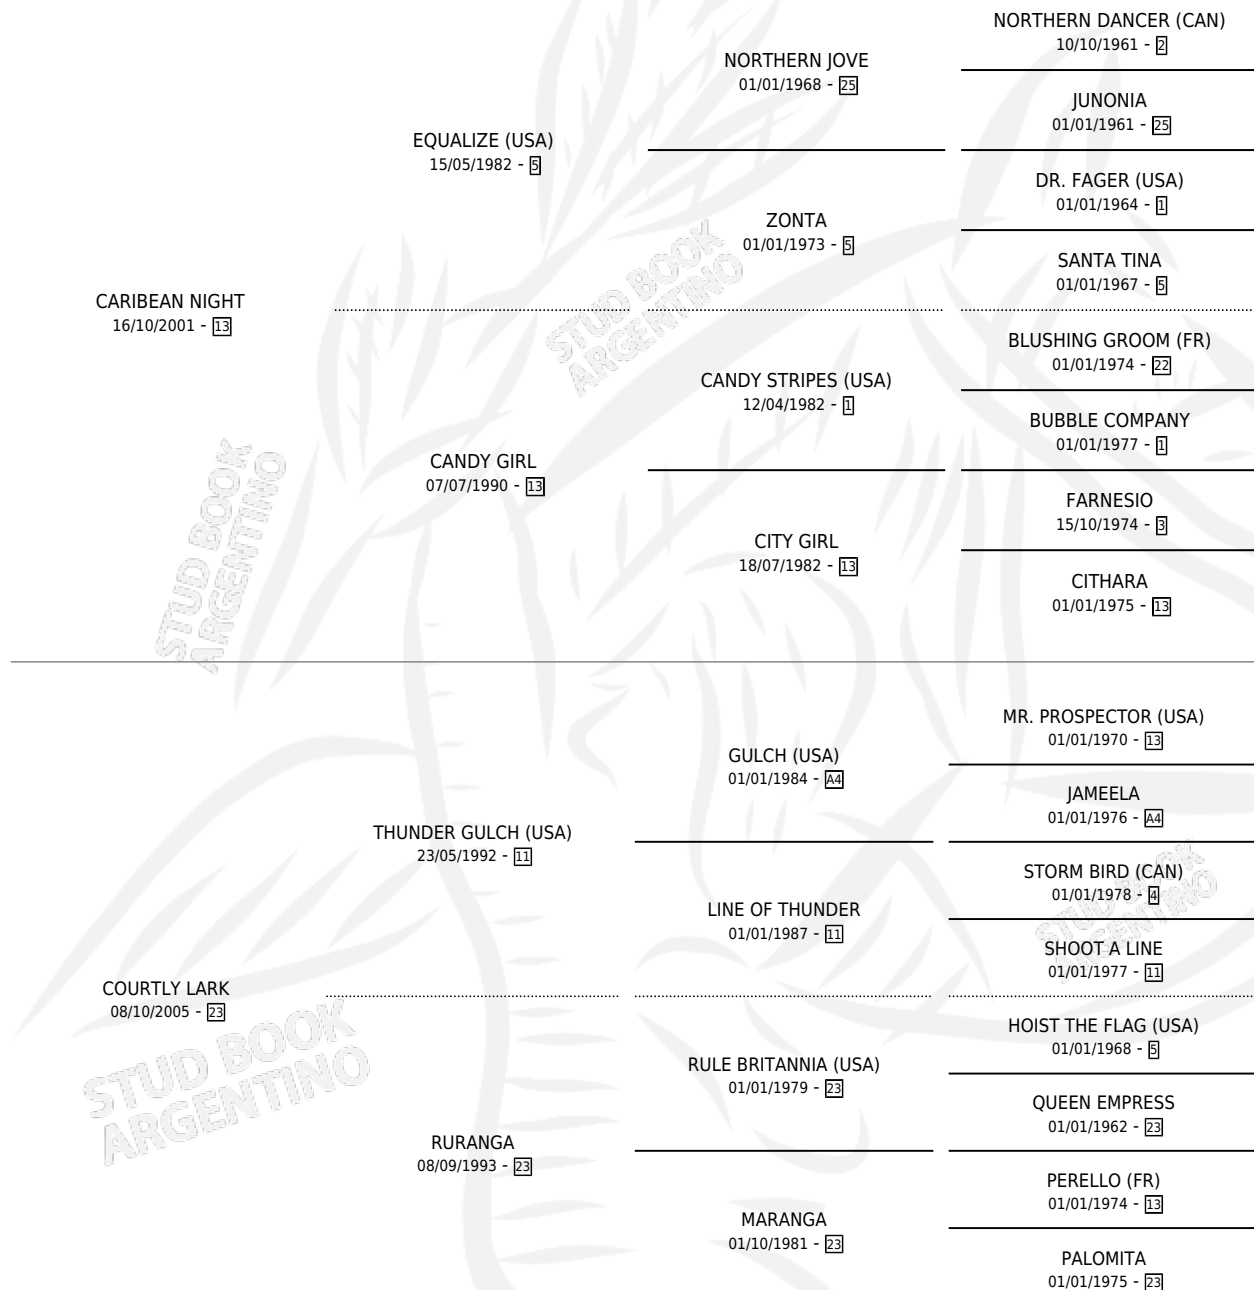 NORTHERN DANCER (CAN)
10/10/1961 - 2
NORTHERN JOVE
01/01/1968 - 25
JUNONIA
01/01/1961 - 25
EQUALIZE (USA)
15/05/1982 - 5
DR. FAGER (USA)
01/01/1964 - 1
ZONTA
01/01/1973 - 5
SANTA TINA
01/01/1967 - 5
CARIBEAN NIGHT
16/10/2001 - 13
STUD BOOK
ARGENTINO
BLUSHING GROOM (FR)
01/01/1974 - 22
CANDY STRIPES (USA)
12/04/1982 - 1
BUBBLE COMPANY
01/01/1977 - 1
CANDY GIRL
07/07/1990 - 13
FARNESIO
15/10/1974 - 3
CITY GIRL
18/07/1982 - 13
CITHARA
01/01/1975 - 13
STUD BOOK
ARGENTINO
MR. PROSPECTOR (USA)
01/01/1970 - 13
GULCH (USA)
01/01/1984 - A4
JAMEELA
01/01/1976 - A4
THUNDER GULCH (USA)
23/05/1992 - 11
STORM BIRD (CAN)
01/01/1978 - 4
LINE OF THUNDER
01/01/1987 - 11
STUD BOOK
ARGENTINO
SHOOT A LINE
01/01/1977 - 11
COURTLY LARK
08/10/2005 - 23
STUD BOOK
ARGENTINO
HOIST THE FLAG (USA)
01/01/1968 - 5
RULE BRITANNIA (USA)
01/01/1979 - 23
QUEEN EMPRESS
01/01/1962 - 23
RURANGA
08/09/1993 - 23
PERELLO (FR)
01/01/1974 - 13
MARANGA
01/10/1981 - 23
PALOMITA
01/01/1975 - 23